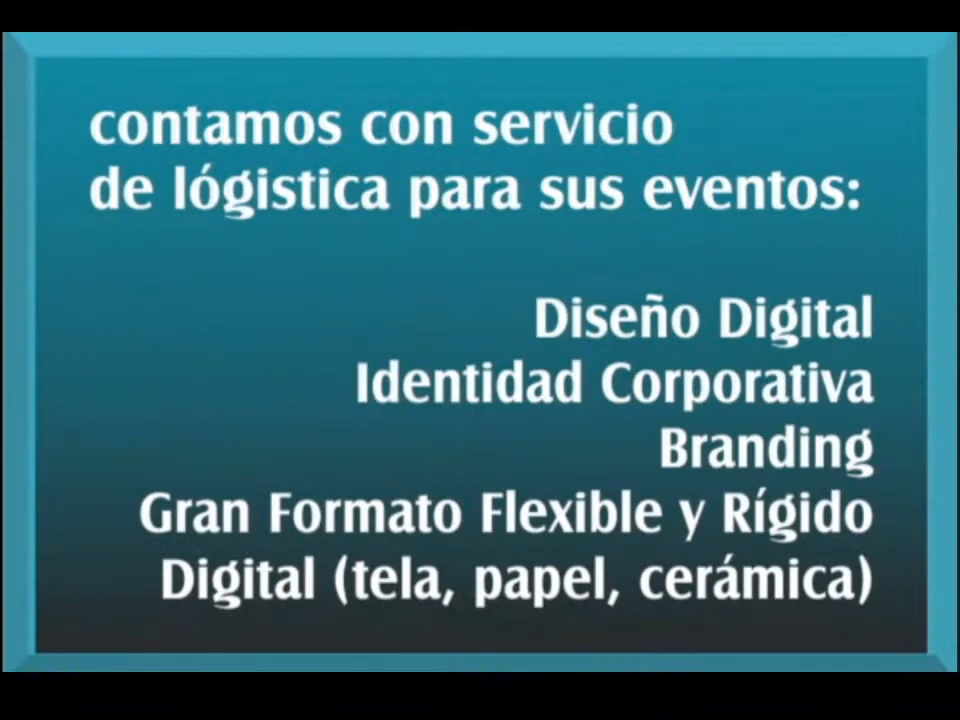 contamos con servicio
de lógistica para sus eventos:
Diseño Digital
Identidad Corporativa
Branding
Gran Formato Flexible y Rígido
Digital (tela, papel, cerámica)